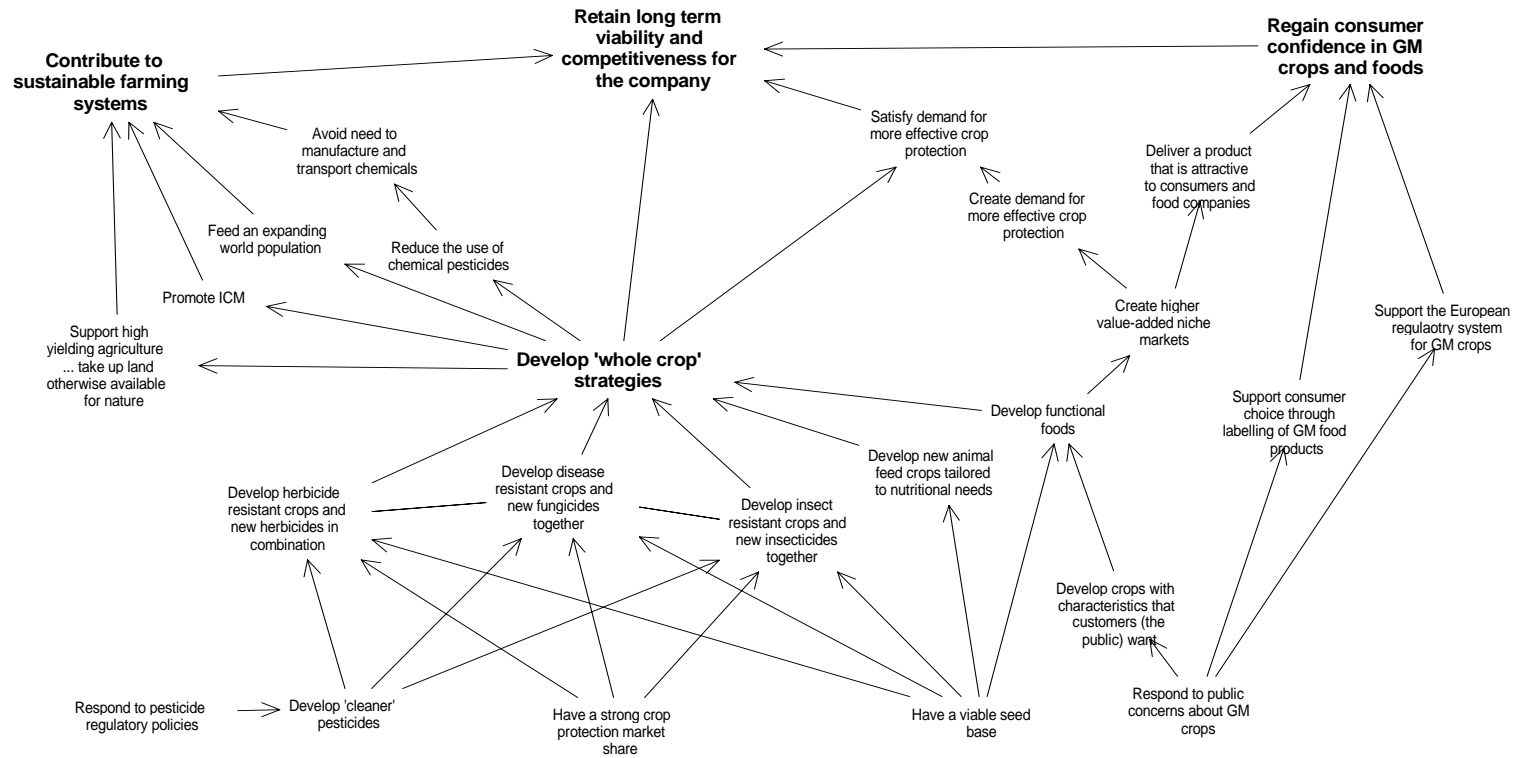 Retain long term
viability and
competitiveness for
the company
Regain consumer
confidence in GM
crops and foods
Contribute to
sustainable farming
systems
Satisfy demand for
more effective crop
protection
Avoid need to
manufacture and
transport chemicals
Deliver a product
that is attractive
to consumers and
food companies
Create demand for
more effective crop
protection
Feed an expanding
world population
Reduce the use of
chemical pesticides
Promote ICM
Create higher
value-added niche
markets
Support the European
regulaotry system
for GM crops
Support high
yielding agriculture
... take up land
otherwise available
for nature
Develop 'whole crop'
strategies
Support consumer
choice through
labelling of GM food
products
Develop functional
foods
Develop new animal
feed crops tailored
to nutritional needs
Develop disease
resistant crops and
new fungicides
together
Develop herbicide
resistant crops and
new herbicides in
combination
Develop insect
resistant crops and
new insecticides
together
Develop crops with
characteristics that
customers (the
public) want
Respond to pesticide
regulatory policies
Develop 'cleaner'
pesticides
Have a strong crop
protection market
share
Have a viable seed
base
Respond to public
concerns about GM
crops